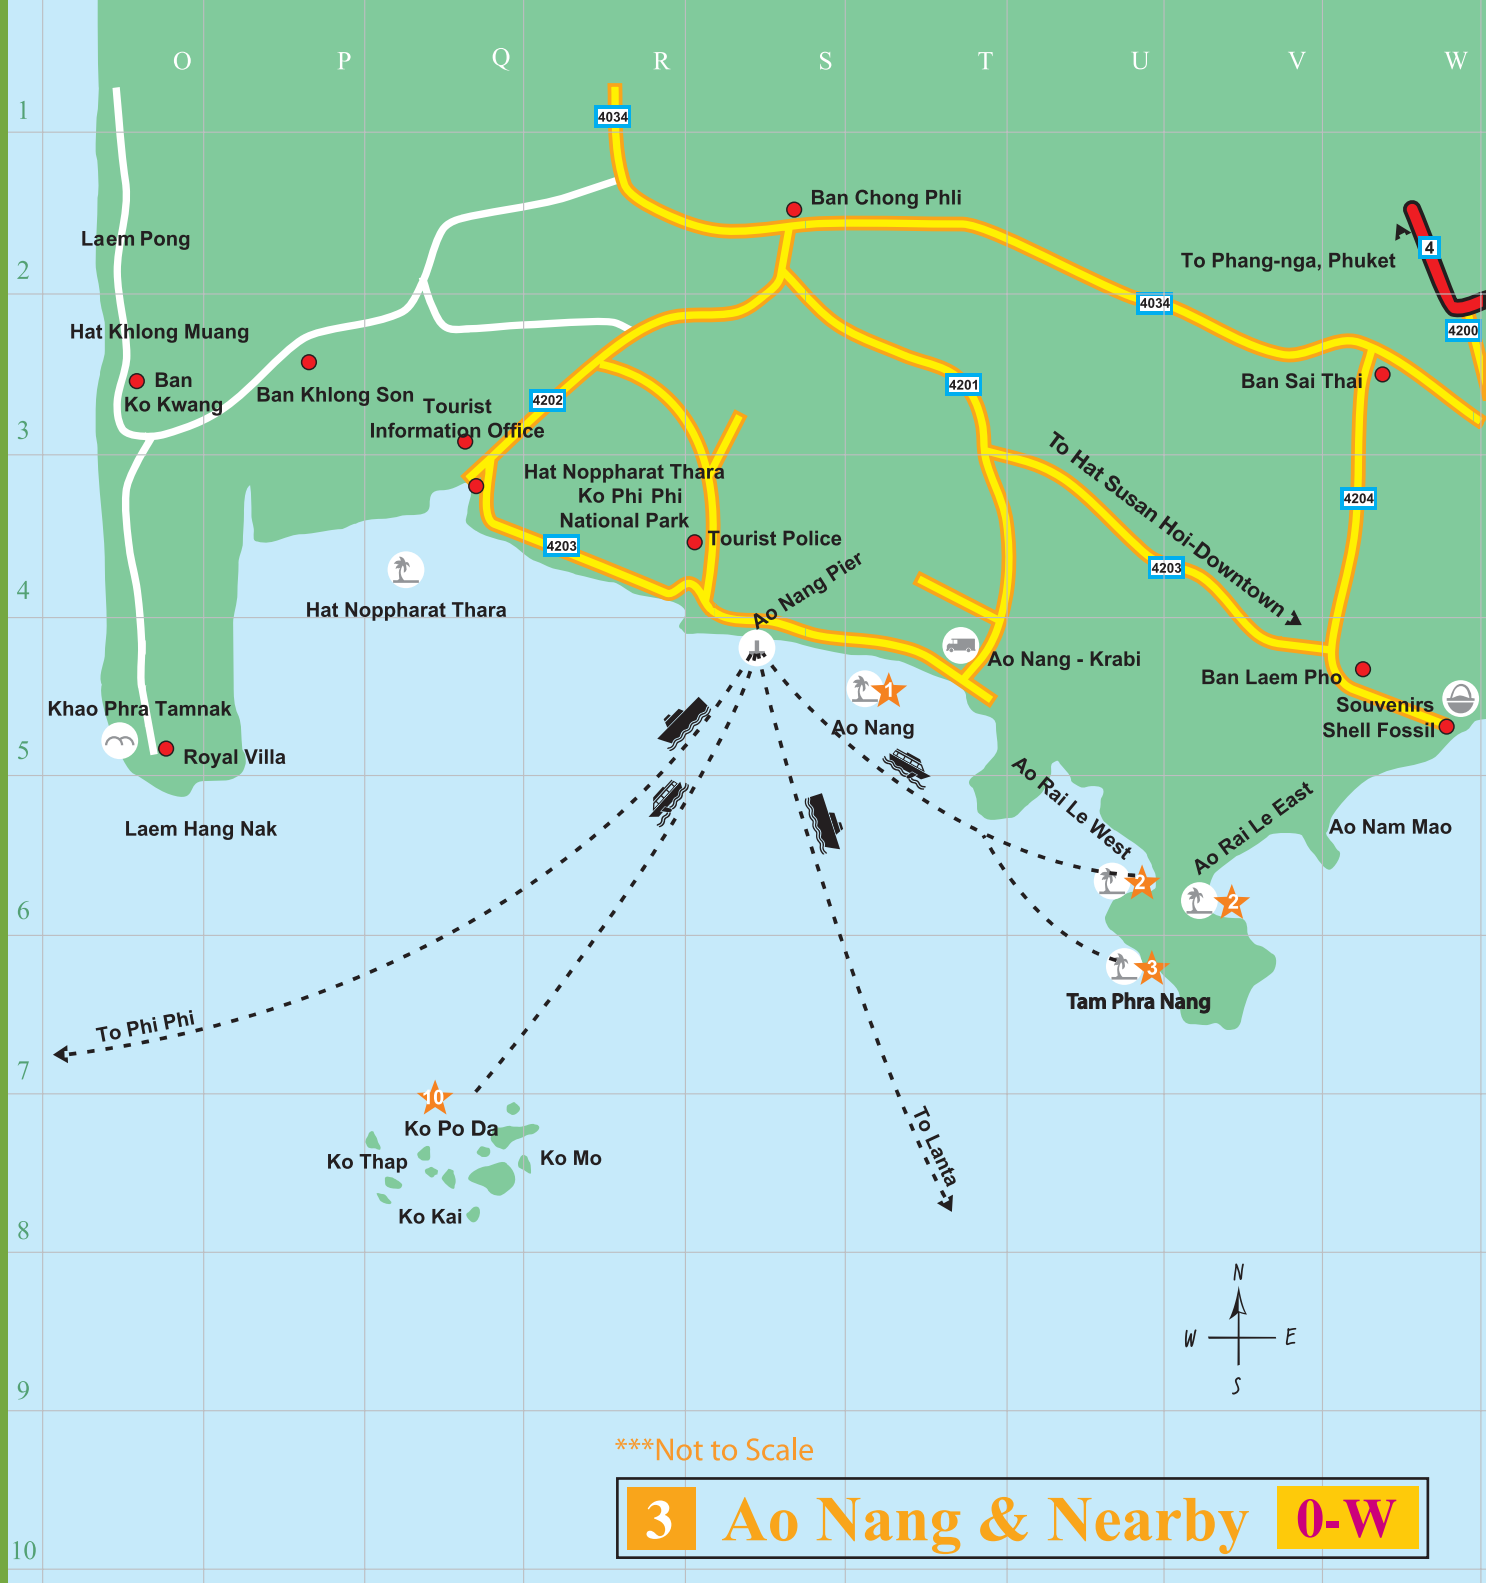 O P Q R S T U V W
1
4034
Ban Chong Phli
Laem Pong
4
To Phang-nga, Phuket
2
4034
Hat Khlong Muang
4200
Ban
Ko Kwang
Ban Khlong Son
Ban Sai Thai
4201
4202
Tourist
Information Office
3
To Hat Susan Hoi-Downtown
Hat Noppharat Thara
Ko Phi Phi
National Park
4204
Tourist Police
4203
4203
Ao Nang Pier
4
Hat Noppharat Thara
Ao Nang - Krabi
Ban Laem Pho
1
Ao Nang
Souvenirs
Shell Fossil
Khao Phra Tamnak
5
Royal Villa
Laem Hang Nak
Ao Rai Le West
Ao Rai Le East
Ao Nam Mao
2
2
6
3
Tam Phra Nang
To Phi Phi
7
10
Ko Po Da
To Lanta
Ko Thap
Ko Mo
Ko Kai
8
N
W E
S
9
***Not to Scale
3 Ao Nang & Nearby 0-W
10